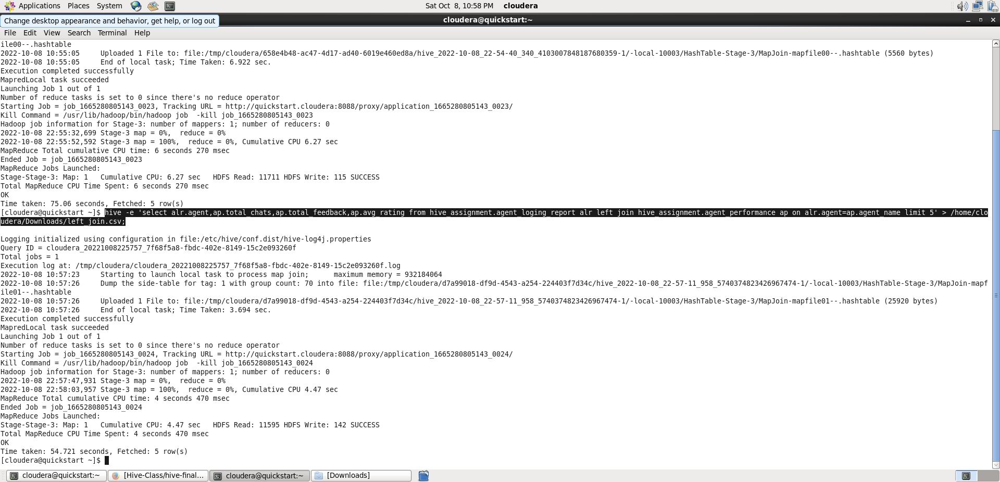 Applications Places System Sat Oct 8, 10:58 PM cloudera
Change desktop appearance and behavior, get help, or log out
cloudera@quickstart:~
File Edit View Search Terminal Help
ile00--.hashtable
2022-10-08 10:55:05     Uploaded 1 File to: file:/tmp/cloudera/658e4b48-ac47-4d17-ad40-6019e460ed8a/hive_2022-10-08_22-54-40_340_4103007848187680359-1/-local-10003/HashTable-Stage-3/MapJoin-mapfile00--.hashtable (5560 bytes)
2022-10-08 10:55:05     End of local task; Time Taken: 6.922 sec.
Execution completed successfully
MapredLocal task succeeded
Launching Job 1 out of 1
Number of reduce tasks is set to 0 since there's no reduce operator
Starting Job = job_1665280805143_0023, Tracking URL = http://quickstart.cloudera:8088/proxy/application_1665280805143_0023/
Kill Command = /usr/lib/hadoop/bin/hadoop job  -kill job_1665280805143_0023
Hadoop job information for Stage-3: number of mappers: 1; number of reducers: 0
2022-10-08 22:55:32,699 Stage-3 map = 0%,  reduce = 0%
2022-10-08 22:55:52,592 Stage-3 map = 100%,  reduce = 0%, Cumulative CPU 6.27 sec
MapReduce Total cumulative CPU time: 6 seconds 270 msec
Ended Job = job_1665280805143_0023
MapReduce Jobs Launched:
Stage-Stage-3: Map: 1   Cumulative CPU: 6.27 sec   HDFS Read: 11711 HDFS Write: 115 SUCCESS
Total MapReduce CPU Time Spent: 6 seconds 270 msec
OK
Time taken: 75.06 seconds, Fetched: 5 row(s)
[cloudera@quickstart ~]$ hive -e 'select alr.agent,ap.total_chats,ap.total_feedback,ap.avg_rating from hive_assignment.agent_loging_report alr left join hive_assignment.agent_performance ap on alr.agent=ap.agent_name limit 5' > /home/clo
udera/Downloads/left_join.csv;
Logging initialized using configuration in file:/etc/hive/conf.dist/hive-log4j.properties
Query ID = cloudera_20221008225757_7f68f5a8-fbdc-402e-8149-15c2e093260f
Total jobs = 1
Execution log at: /tmp/cloudera/cloudera_20221008225757_7f68f5a8-fbdc-402e-8149-15c2e093260f.log
2022-10-08 10:57:23     Starting to launch local task to process map join;      maximum memory = 932184064
2022-10-08 10:57:26     Dump the side-table for tag: 1 with group count: 70 into file: file:/tmp/cloudera/d7a99018-df9d-4543-a254-224403f7d34c/hive_2022-10-08_22-57-11_958_5740374823426967474-1/-local-10003/HashTable-Stage-3/MapJoin-mapf
ile01--.hashtable
2022-10-08 10:57:26     Uploaded 1 File to: file:/tmp/cloudera/d7a99018-df9d-4543-a254-224403f7d34c/hive_2022-10-08_22-57-11_958_5740374823426967474-1/-local-10003/HashTable-Stage-3/MapJoin-mapfile01--.hashtable (25920 bytes)
2022-10-08 10:57:26     End of local task; Time Taken: 3.694 sec.
Execution completed successfully
MapredLocal task succeeded
Launching Job 1 out of 1
Number of reduce tasks is set to 0 since there's no reduce operator
Starting Job = job_1665280805143_0024, Tracking URL = http://quickstart.cloudera:8088/proxy/application_1665280805143_0024/
Kill Command = /usr/lib/hadoop/bin/hadoop job  -kill job_1665280805143_0024
Hadoop job information for Stage-3: number of mappers: 1; number of reducers: 0
2022-10-08 22:57:47,931 Stage-3 map = 0%,  reduce = 0%
2022-10-08 22:58:03,957 Stage-3 map = 100%,  reduce = 0%, Cumulative CPU 4.47 sec
MapReduce Total cumulative CPU time: 4 seconds 470 msec
Ended Job = job_1665280805143_0024
MapReduce Jobs Launched:
Stage-Stage-3: Map: 1   Cumulative CPU: 4.47 sec   HDFS Read: 11595 HDFS Write: 142 SUCCESS
Total MapReduce CPU Time Spent: 4 seconds 470 msec
OK
Time taken: 54.721 seconds, Fetched: 5 row(s)
[cloudera@quickstart ~]$
cloudera@quickstart:~ [Hive-Class/hive-final... cloudera@quickstart:~ [Downloads]